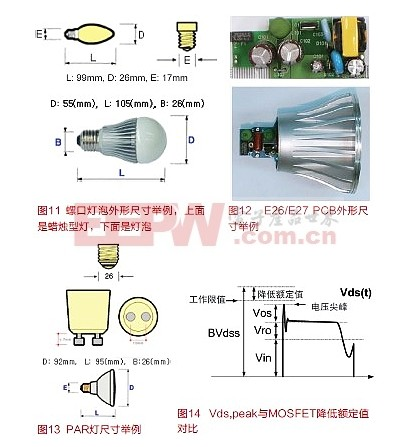 E
D
L
E
L: 99mm, D: 26mm, E: 17mm
D: 55(mm), L: 105(mm), B: 26(mm)
B
D
L
图11 螺口灯泡外形尺寸举例，上面
是蜡烛型灯，下面是灯泡
图12 . E26/E27 PCB外形尺
寸举例
EEPW
26
D: 92mm, L: 95(mm), B:26(mm)
E
D
L
图13 PAR灯尺寸举例
降低额定值
工作限值
Vds(t)
电压尖峰
Vos
BVdss
Vro
Vin
图14 Vds,peak与MOSFET降低额定值
对比